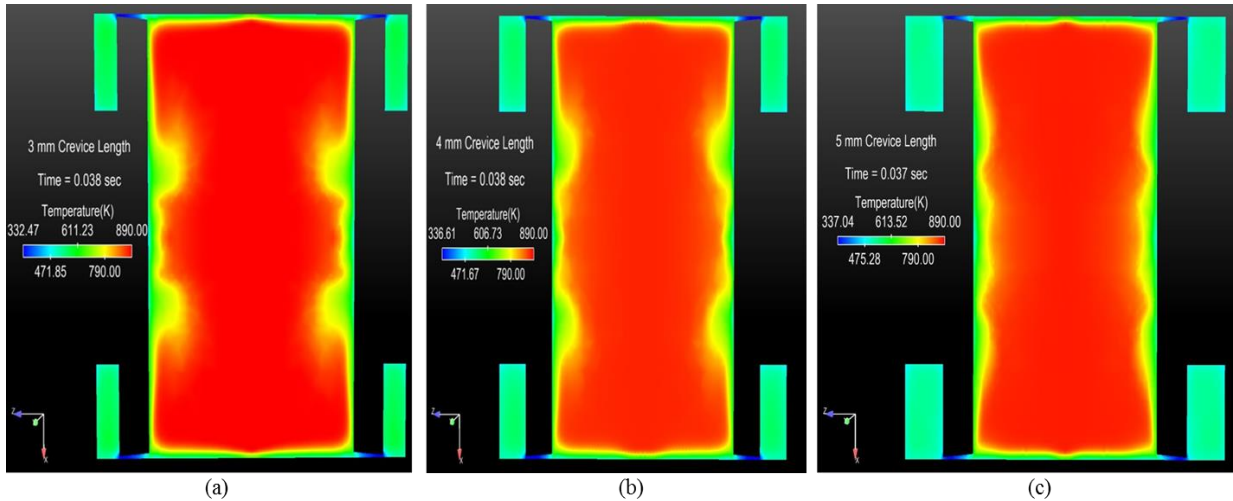 3 mm Crevice Length
Time = 0.038 sec
Temperature(K)
332.47 611.23 890.00
471.85 790.00
Z
X
(a)
4 mm Crevice Length
Time = 0.038 sec
Temperature(K)
336.61 606.73 890.00
471.67 790.00
Z
X
(b)
5 mm Crevice Length
Time = 0.037 sec
Temperature(K)
337.04 613.52 890.00
475.28 790.00
Z
X
(c)